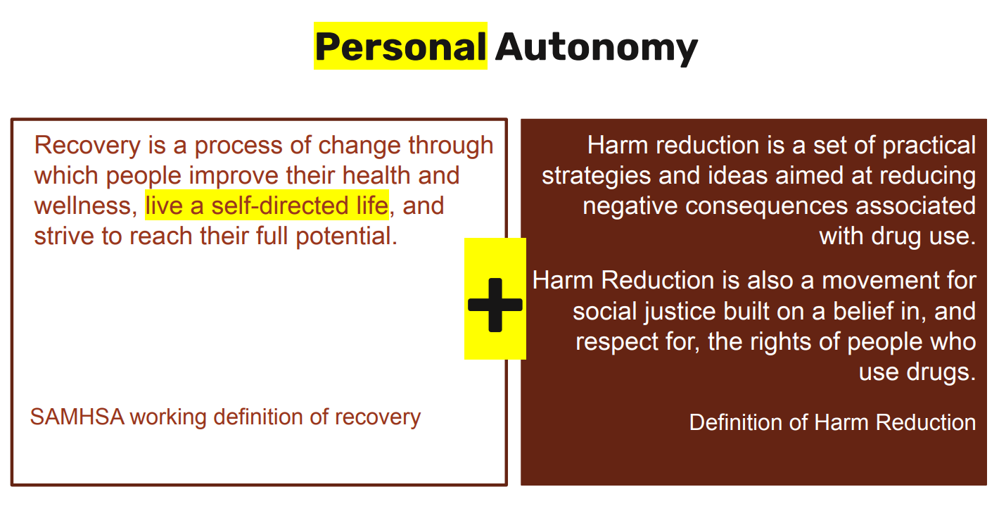 Personal Autonomy
Recovery is a process of change through
which people improve their health and
wellness, live a self-directed life, and
strive to reach their full potential.
SAMHSA working definition of recovery
+
Harm reduction is a set of practical
strategies and ideas aimed at reducing
negative consequences associated
with drug use.
Harm Reduction is also a movement for
social justice built on a belief in, and
respect for, the rights of people who
use drugs.
Definition of Harm Reduction